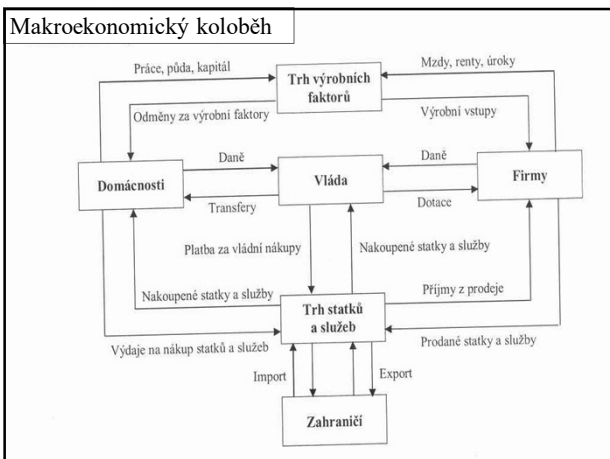 Makroekonomický koloběh
Práce, půda, kapitál
Mzdy, renty, úroky
Trh výrobních
faktorů
Odměny za výrobní faktory
Výrobní vstupy
Daně
Daně
Domácnosti
Vláda
Firmy
Transfery
Dotace
Platba za vládní nákupy
Nakoupené statky a služby
Nakoupené statky a služby
Příjmy z prodeje
Trh statků
a služeb
Výdaje na nákup statků a služeb
Prodané statky a služby
Import
Export
Zahraničí